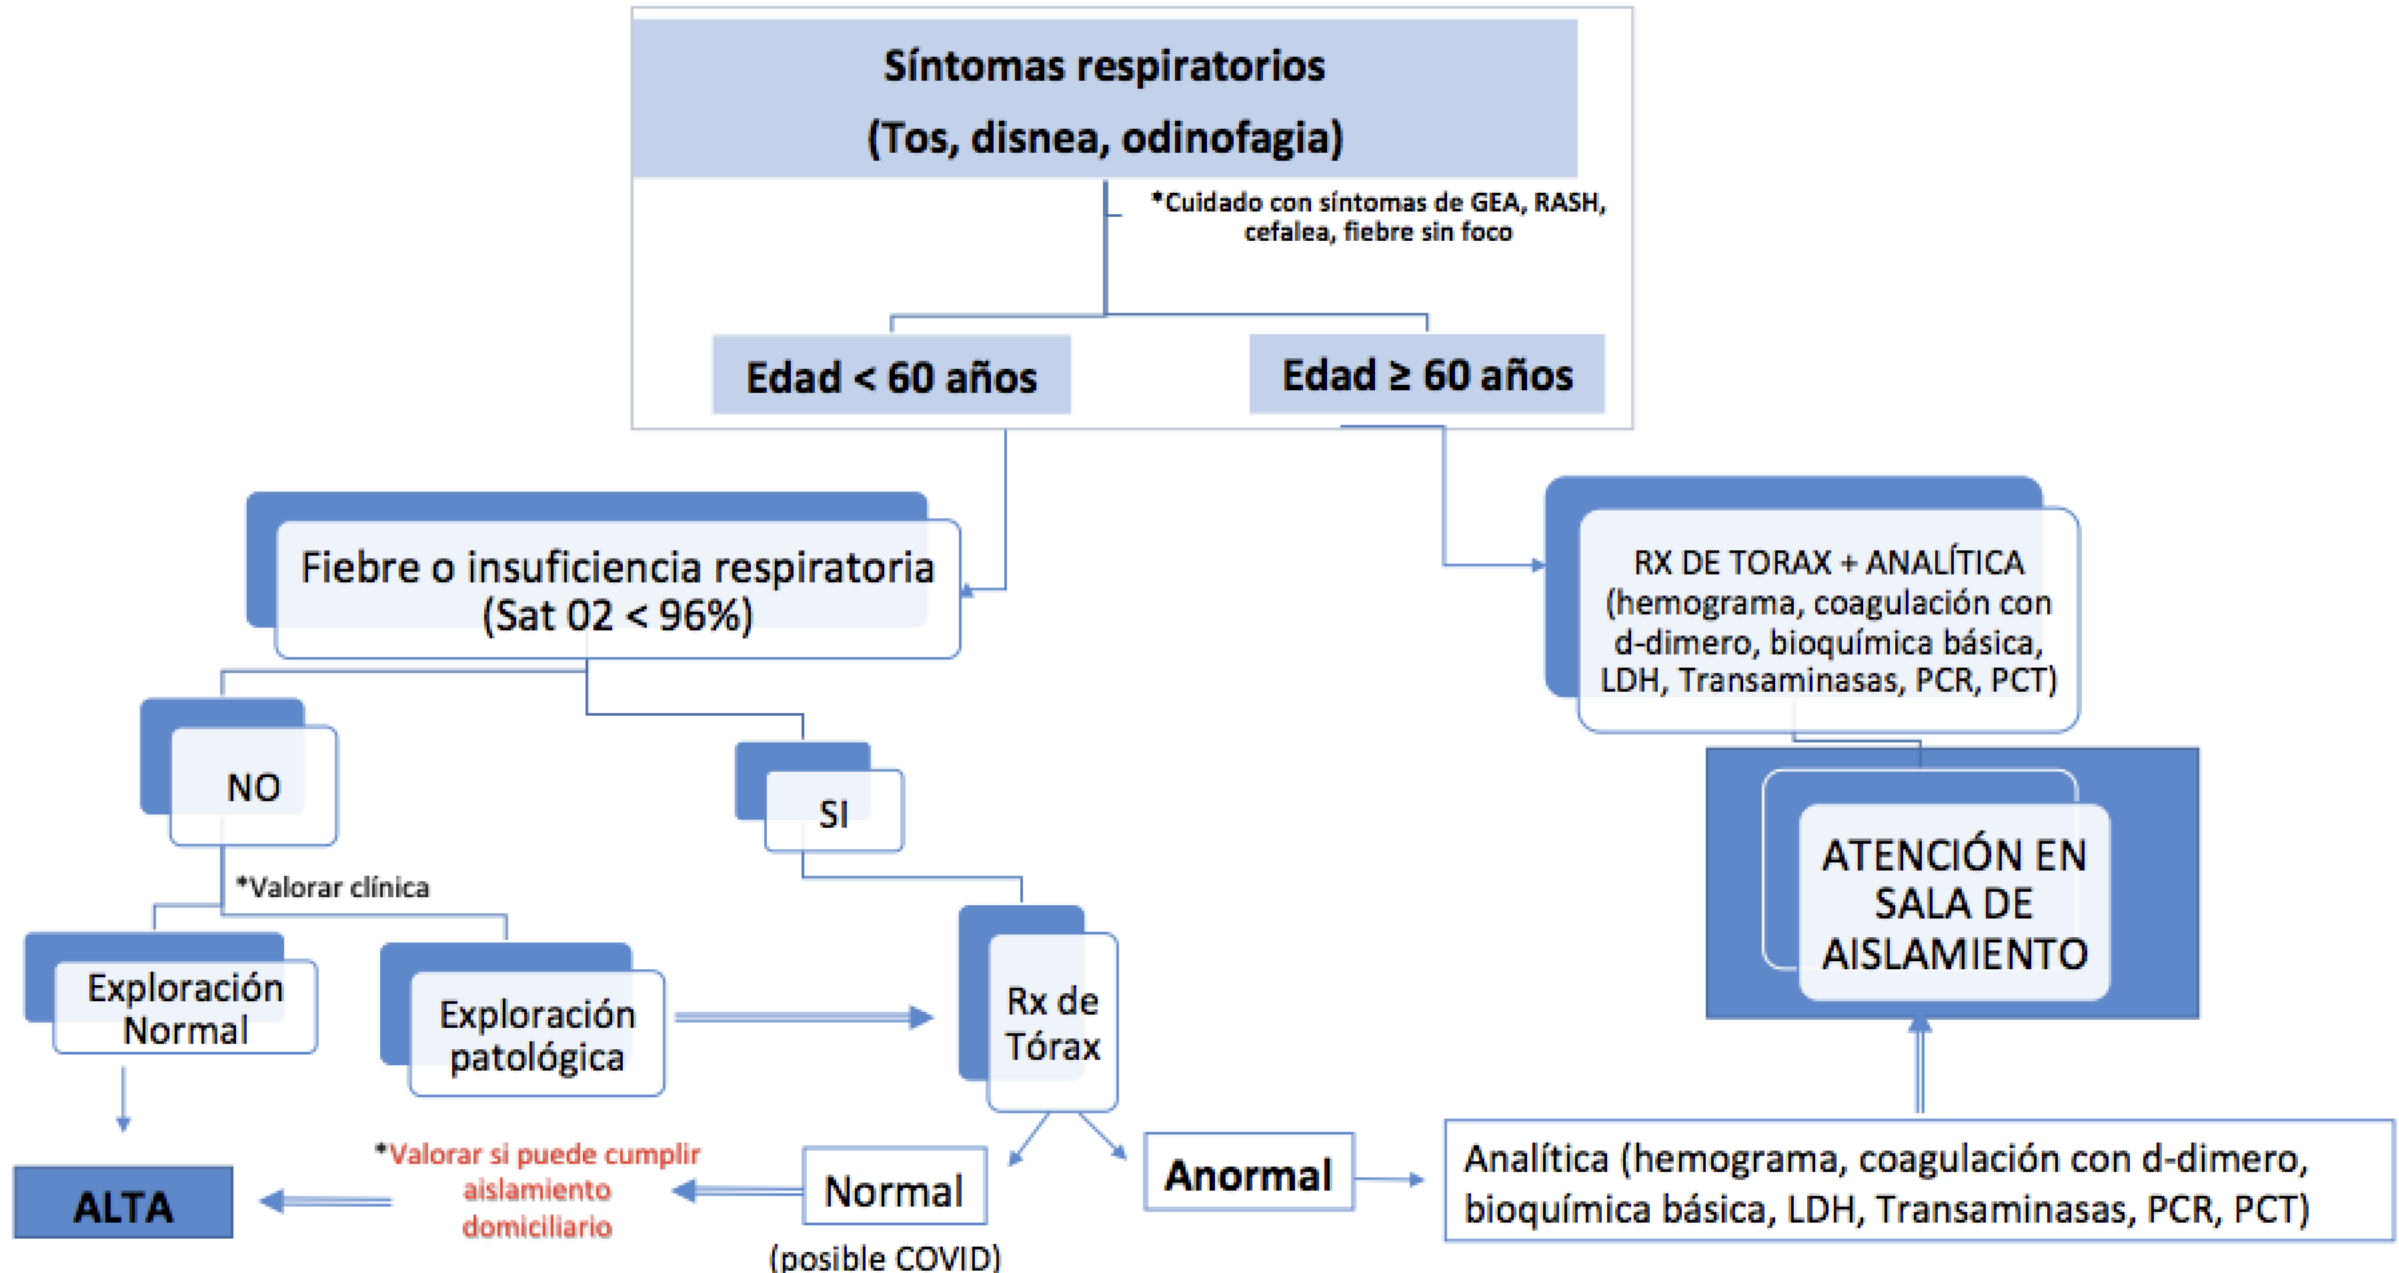 Síntomas respiratorios
(Tos, disnea, odinofagia)
*Cuidado con síntomas de GEA, RASH,
cefalea, fiebre sin foco
Edad < 60 años
Edad ≥ 60 años
Fiebre o insuficiencia respiratoria
(Sat 02 < 96%)
RX DE TORAX + ANALÍTICA
(hemograma, coagulación con
d-dimero, bioquímica básica,
LDH, Transaminasas, PCR, PCT)
NO
SI
*Valorar clínica
ATENCIÓN EN
SALA DE
AISLAMIENTO
Exploración
Normal
Exploración
patológica
Rx de
Tórax
ALTA
*Valorar si puede cumplir
aislamiento
domiciliario
Normal
(posible COVID)
Anormal
Analítica (hemograma, coagulación con d-dimero,
bioquímica básica, LDH, Transaminasas, PCR, PCT)